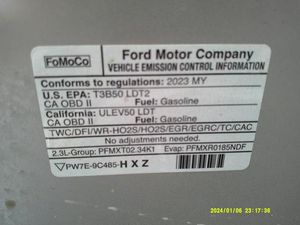 FoMoCo
Ford Motor Company
VEHICLE EMISSION CONTROL INFORMATION
Conforms to regulations: 2023 MY
U.S. EPA: T3B50 LDT2
CA OBD II Fuel: Gasoline
California: ULEV50 LDT
CA OBD II Fuel: Gasoline
TWC/DFI/WR-HO2S/HO2S/EGR/EGRC/TC/CAC
No adjustments needed.
2.3L-Group: PFMXT02.34K1 Evap: PFMXR0185NDF
PW7E-9C485-HXZ
2024/01/06 23:17:36